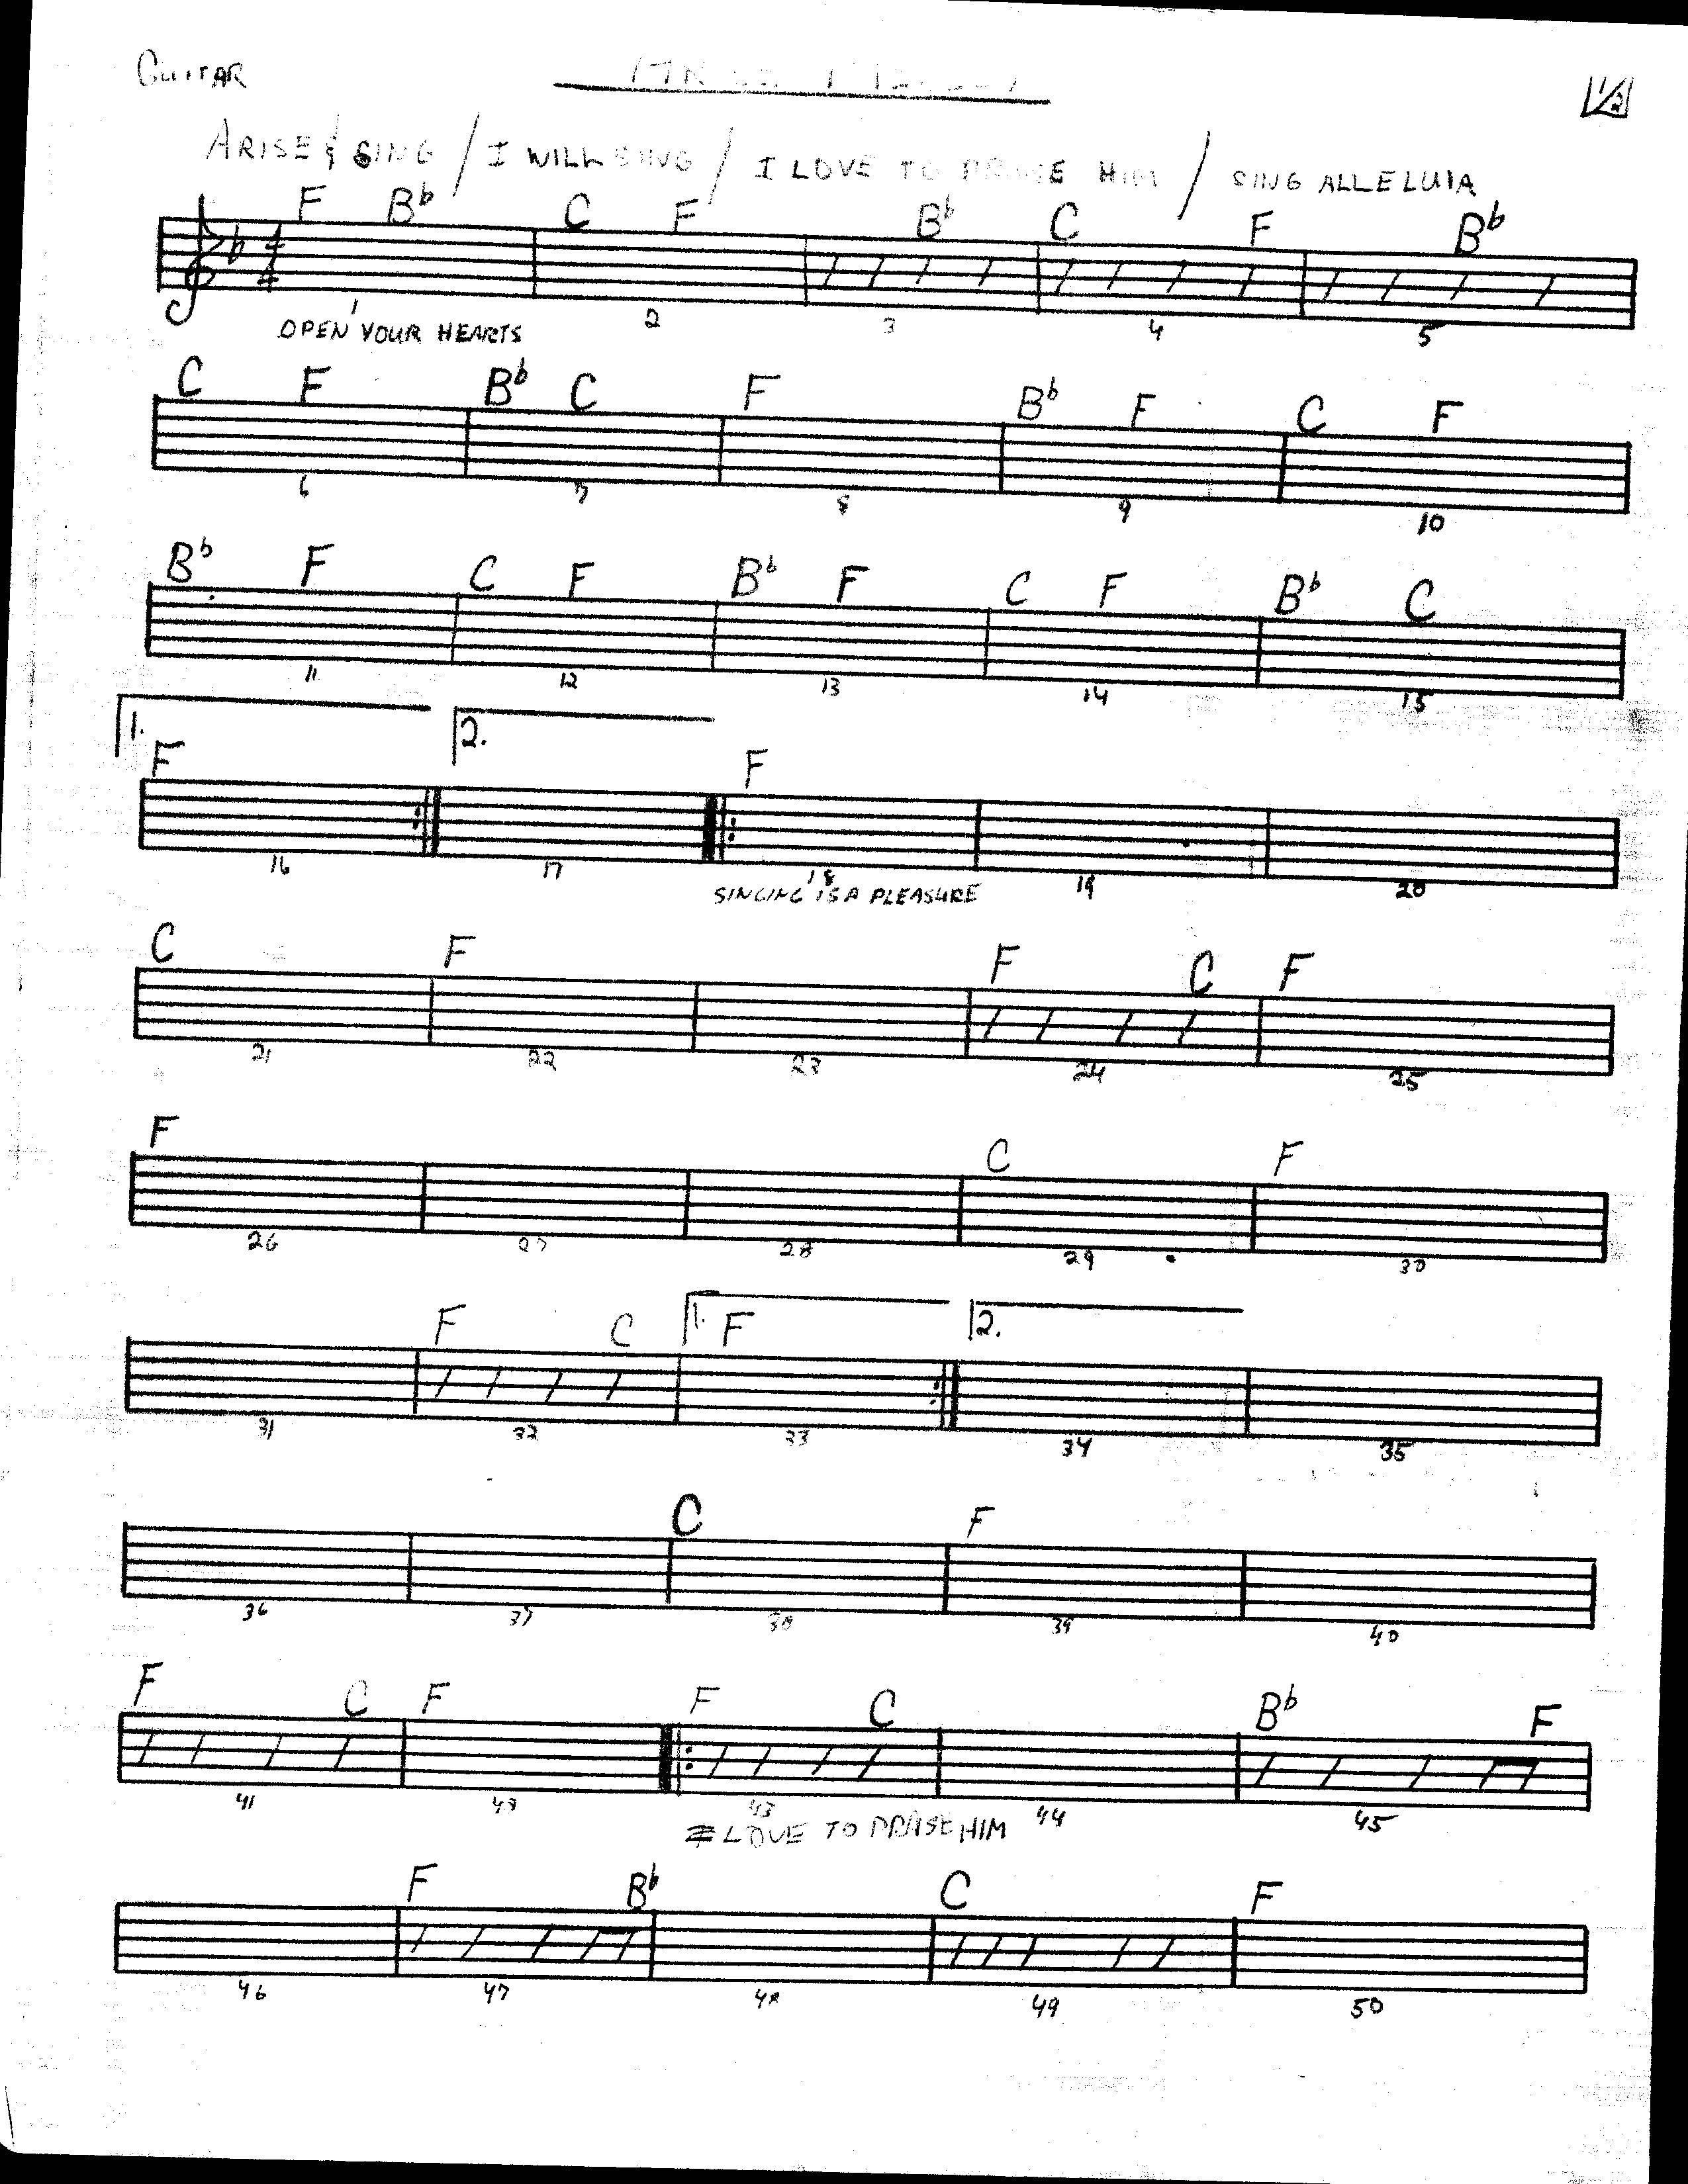 GUITAR
1/2
ARISE & SING / I WILL SING / I LOVE TO PRAISE HIM / SING ALLELUIA
F B♭ C F B♭ C F B♭
4/4
1 2 3 4 5
OPEN YOUR HEARTS
C F B♭ C F B♭ F C F
6 7 8 9 10
B♭ F C F B♭ F C F B♭ C
11 12 13 14 15
1. 2.
F F
16 17 18 19 20
SINGING IS A PLEASURE
C F F C F
21 22 23 24 25
F C F
26 27 28 29 30
1. 2.
F C F
31 32 33 34 35
C F
36 37 38 39 40
F C F F C B♭ F
41 43 44 45
LOVE TO PRAISE HIM
F B♭ C F
46 47 48 49 50